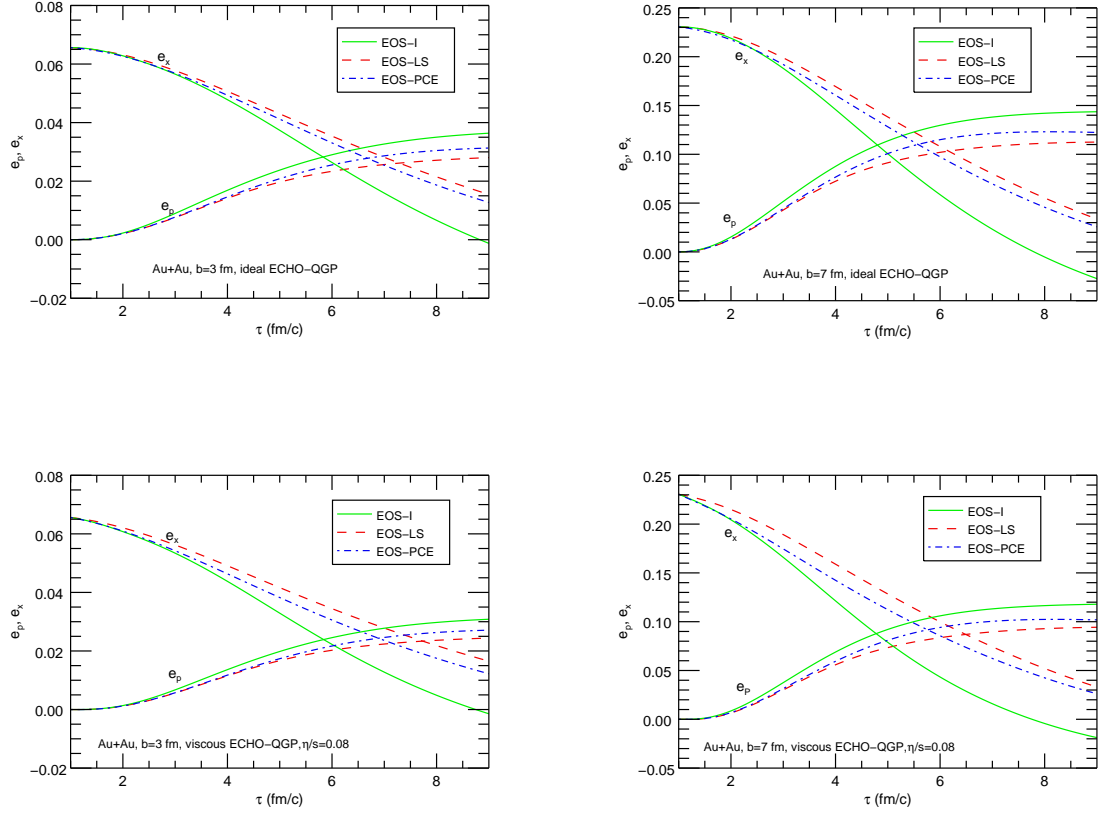 0.08
0.06
0.04
0.02
0.00
−0.02
e_p, e_x
e_x
e_p
EOS−I
EOS−LS
EOS−PCE
Au+Au, b=3 fm, ideal ECHO−QGP
2 4 6 8
τ (fm/c)
0.25
0.20
0.15
0.10
0.05
0.00
−0.05
e_p, e_x
e_x
e_p
EOS−I
EOS−LS
EOS−PCE
Au+Au, b=7 fm, ideal ECHO−QGP
2 4 6 8
τ (fm/c)
0.08
0.06
0.04
0.02
0.00
−0.02
e_p, e_x
e_x
e_p
EOS−I
EOS−LS
EOS−PCE
Au+Au, b=3 fm, viscous ECHO−QGP,η/s=0.08
2 4 6 8
τ (fm/c)
0.25
0.20
0.15
0.10
0.05
0.00
−0.05
e_p, e_x
e_x
e_P
EOS−I
EOS−LS
EOS−PCE
Au+Au, b=7 fm, viscous ECHO−QGP,η/s=0.08
2 4 6 8
τ (fm/c)